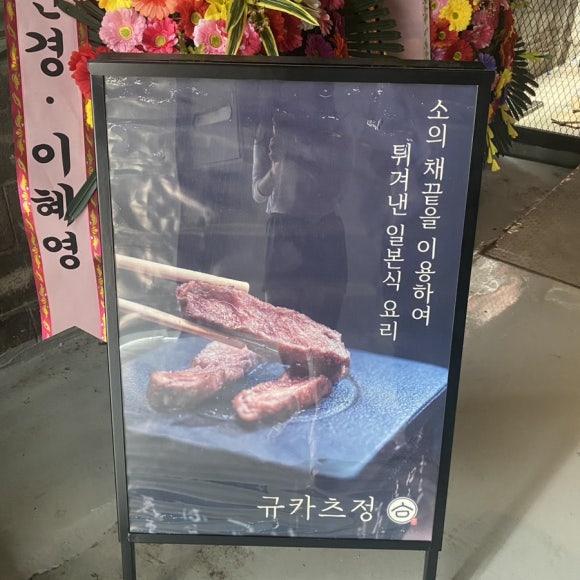 경 · 이혜영
소의 채끝을 이용하여
튀겨낸 일본식 요리
규카츠정